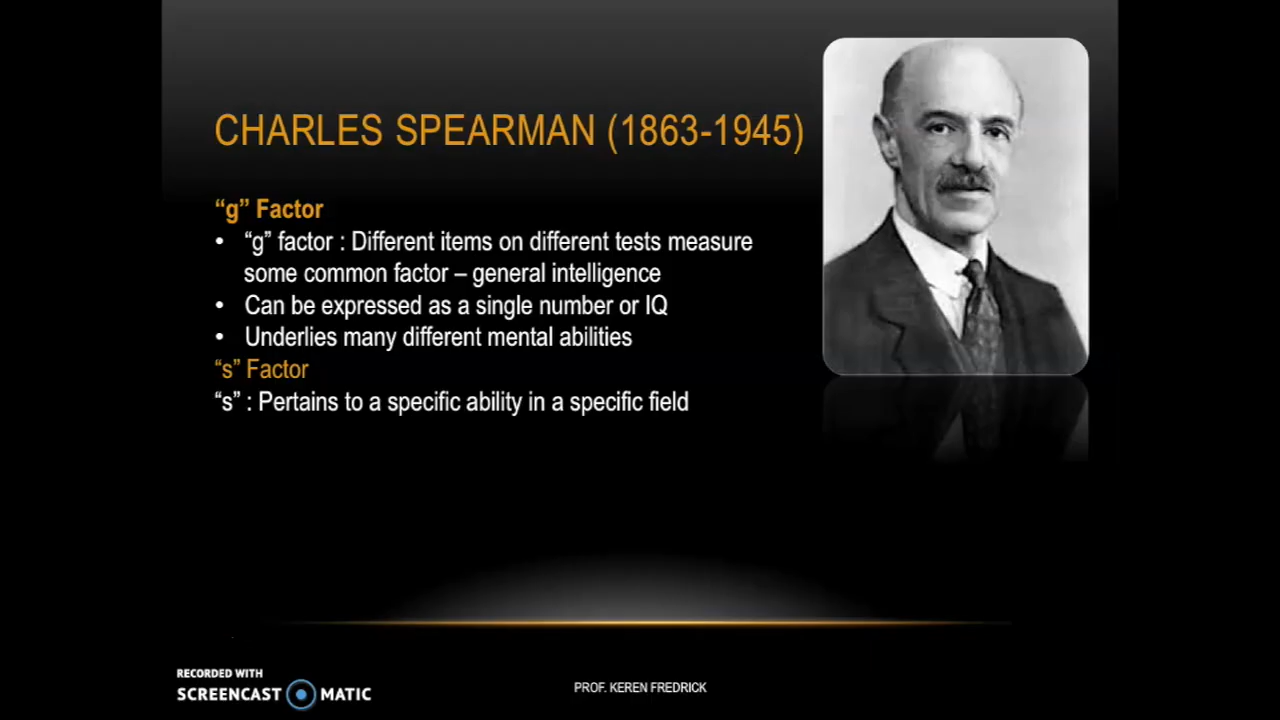 CHARLES SPEARMAN (1863-1945)
“g” Factor
• “g” factor : Different items on different tests measure
some common factor – general intelligence
• Can be expressed as a single number or IQ
• Underlies many different mental abilities
“s” Factor
“s” : Pertains to a specific ability in a specific field
RECORDED WITH
SCREENCAST MATIC
PROF. KEREN FREDRICK